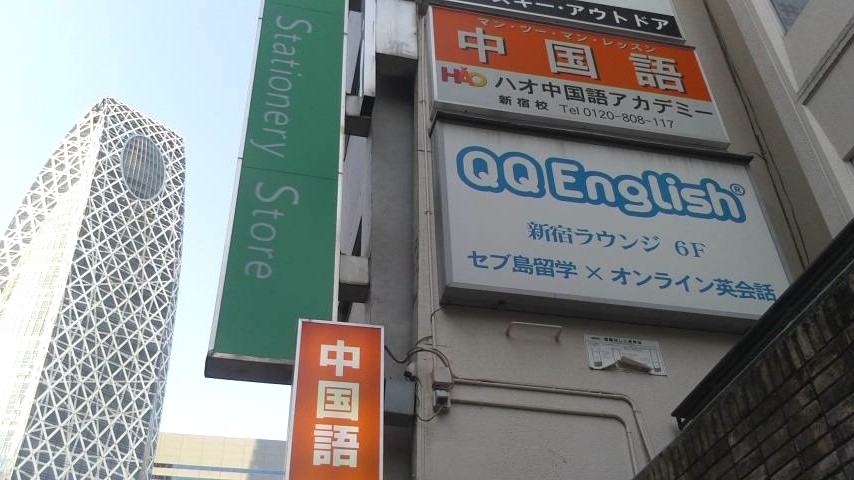 スキー・アウトドア
マン・ツー・マン・レッスン
中国語
HAO ハオ中国語アカデミー
新宿校 Tel 0120-808-117
QQ English®
新宿ラウンジ 6F
セブ島留学 × オンライン英会話
Stationery Store
中国語